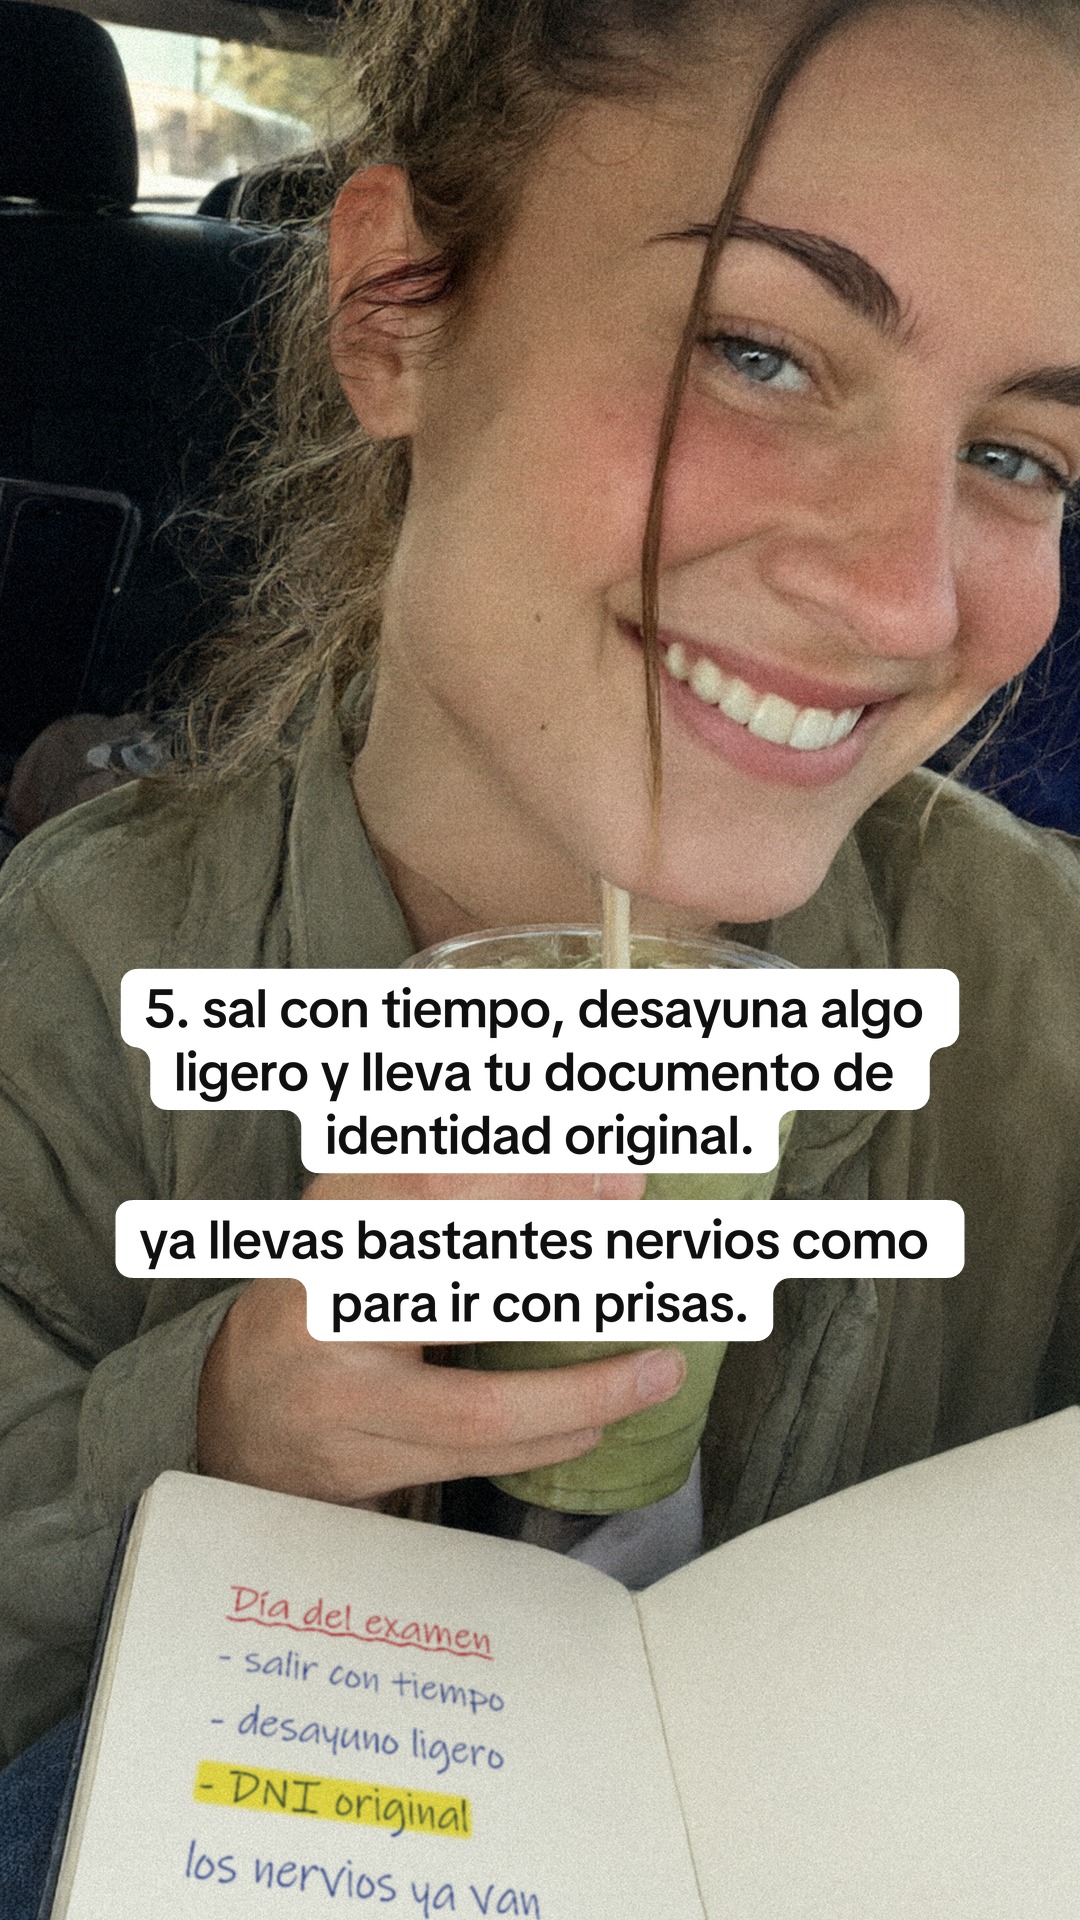 5. sal con tiempo, desayuna algo
ligero y lleva tu documento de
identidad original.
ya llevas bastantes nervios como
para ir con prisas.
Día del examen
- salir con tiempo
- desayuno ligero
- DNI original
los nervios ya van